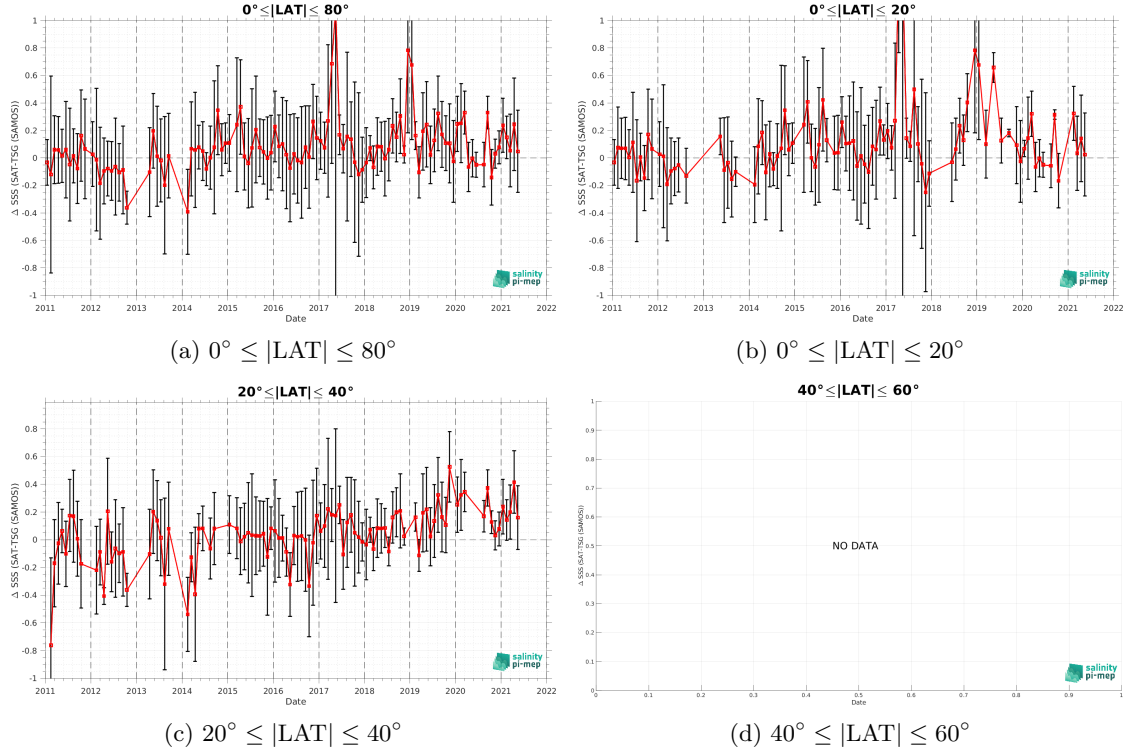 0°≤|LAT|≤ 80°
Δ SSS (SAT-TSG (SAMOS))
1
0.8
0.6
0.4
0.2
0
-0.2
-0.4
-0.6
-0.8
-1
2011 2012 2013 2014 2015 2016 2017 2018 2019 2020 2021 2022
Date
salinity
pi-mep
(a) 0° ≤ |LAT| ≤ 80°
0°≤|LAT|≤ 20°
Δ SSS (SAT-TSG (SAMOS))
1
0.8
0.6
0.4
0.2
0
-0.2
-0.4
-0.6
-0.8
-1
2011 2012 2013 2014 2015 2016 2017 2018 2019 2020 2021 2022
Date
salinity
pi-mep
(b) 0° ≤ |LAT| ≤ 20°
20°≤|LAT|≤ 40°
Δ SSS (SAT-TSG (SAMOS))
0.8
0.6
0.4
0.2
0
-0.2
-0.4
-0.6
-0.8
-1
2011 2012 2013 2014 2015 2016 2017 2018 2019 2020 2021 2022
Date
salinity
pi-mep
(c) 20° ≤ |LAT| ≤ 40°
40°≤|LAT|≤ 60°
Δ SSS (SAT-TSG (SAMOS))
1
0.9
0.8
0.7
0.6
0.5
0.4
0.3
0.2
0.1
0
NO DATA
0 0.1 0.2 0.3 0.4 0.5 0.6 0.7 0.8 0.9 1
Date
salinity
pi-mep
(d) 40° ≤ |LAT| ≤ 60°